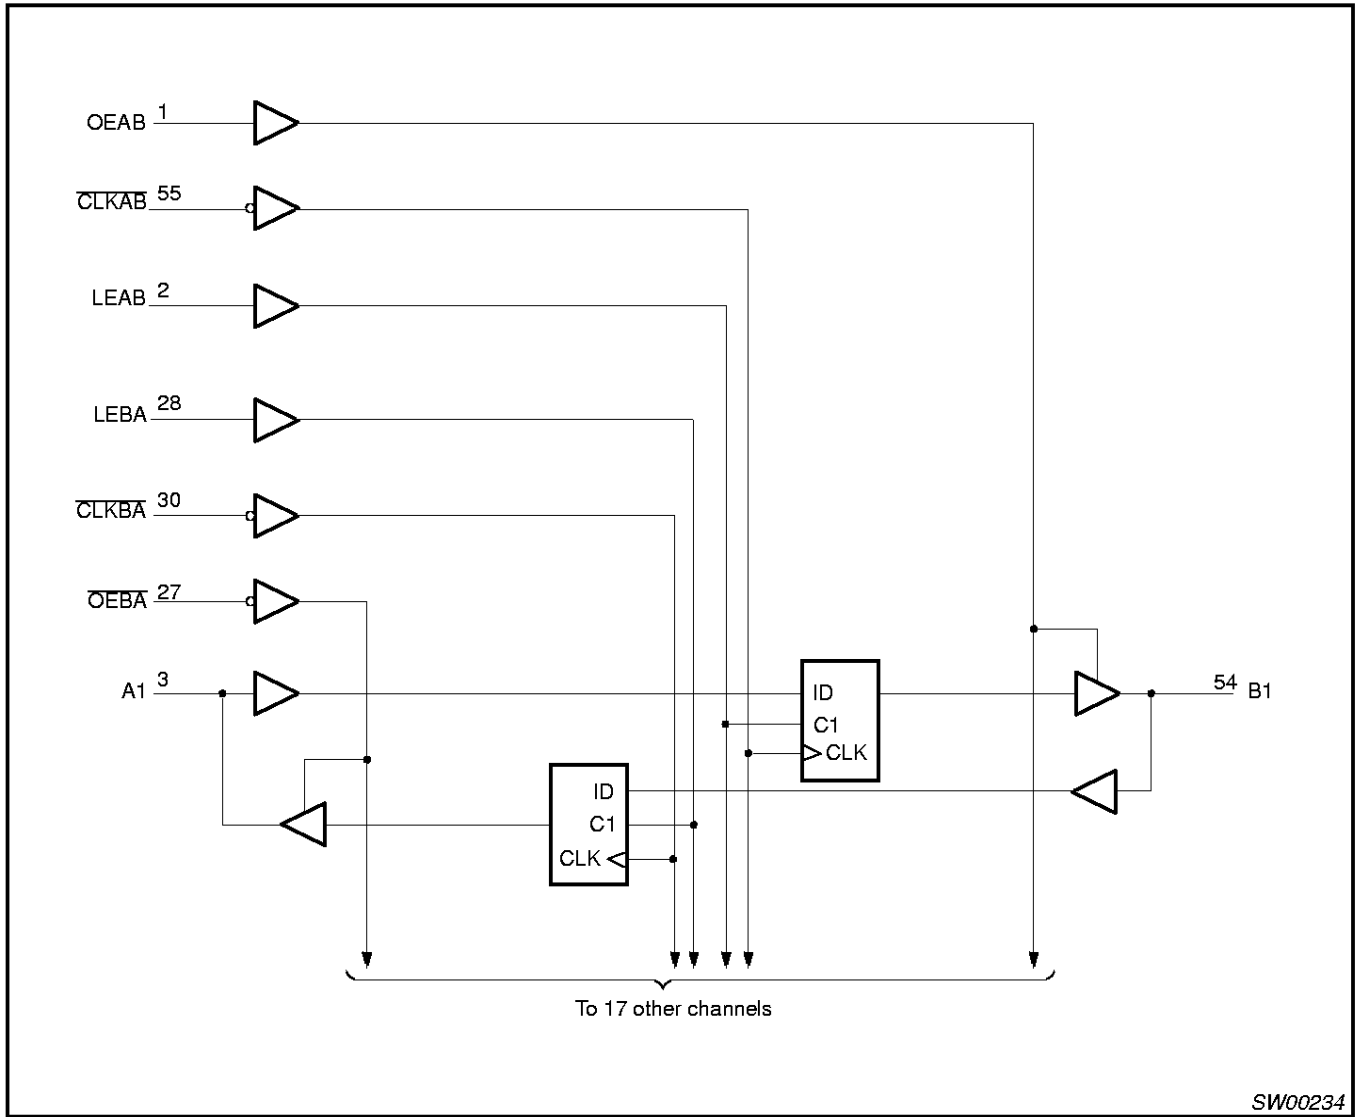 OEAB 1
CLKAB 55
LEAB 2
LEBA 28
CLKBA 30
OEBA 27
A1 3
ID
C1
CLK
54 B1
ID
C1
CLK
To 17 other channels
SW00234